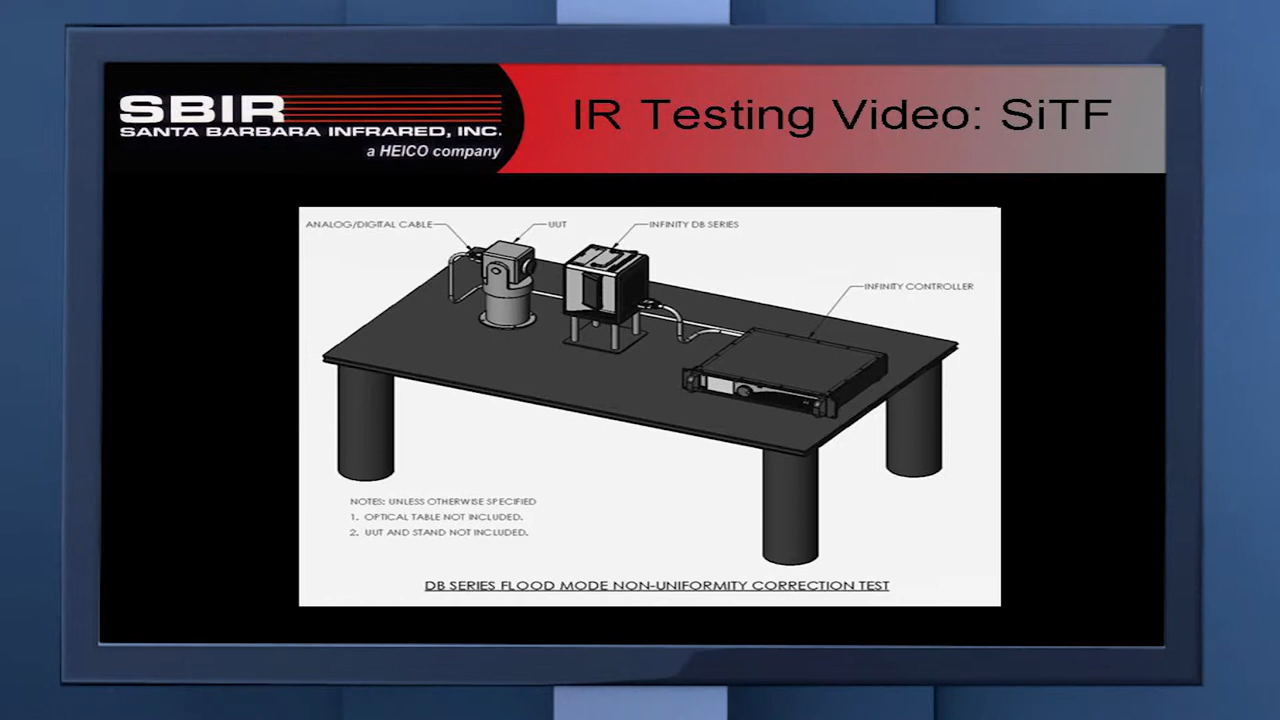 SBIR
SANTA BARBARA INFRARED, INC.
a HEICO company
IR Testing Video: SiTF
ANALOG/DIGITAL CABLE
UUT
INFINITY DB SERIES
INFINITY CONTROLLER
NOTES: UNLESS OTHERWISE SPECIFIED
1. OPTICAL TABLE NOT INCLUDED.
2. UUT AND STAND NOT INCLUDED.
DB SERIES FLOOD MODE NON-UNIFORMITY CORRECTION TEST